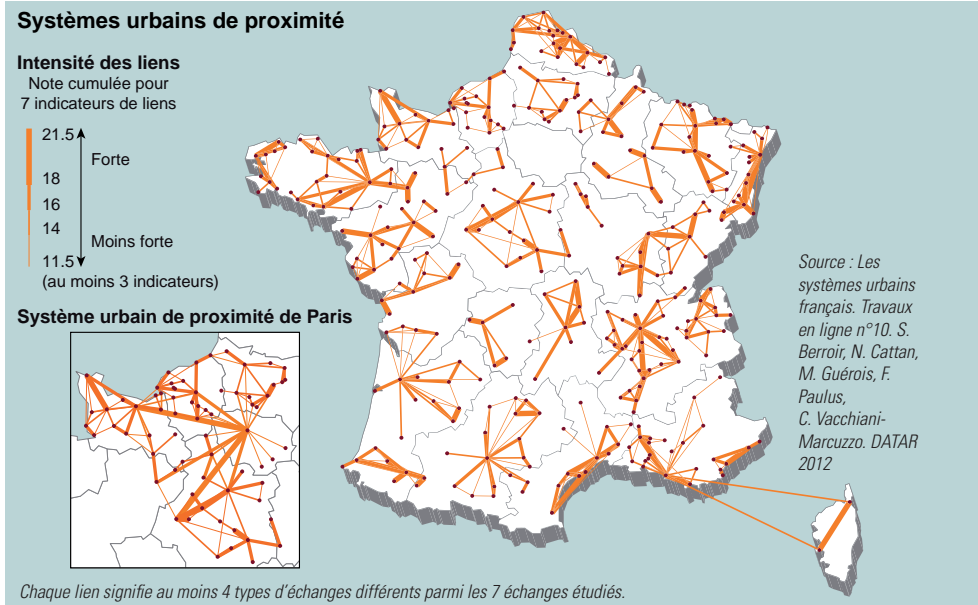 Systèmes urbains de proximité
Intensité des liens
Note cumulée pour
7 indicateurs de liens
21.5
Forte
18
16
14
Moins forte
11.5
(au moins 3 indicateurs)
Système urbain de proximité de Paris
Source : Les
systèmes urbains
français. Travaux
en ligne n°10. S.
Berroir, N. Cattan,
M. Guérois, F.
Paulus,
C. Vacchiani-
Marcuzzo. DATAR
2012
Chaque lien signifie au moins 4 types d'échanges différents parmi les 7 échanges étudiés.